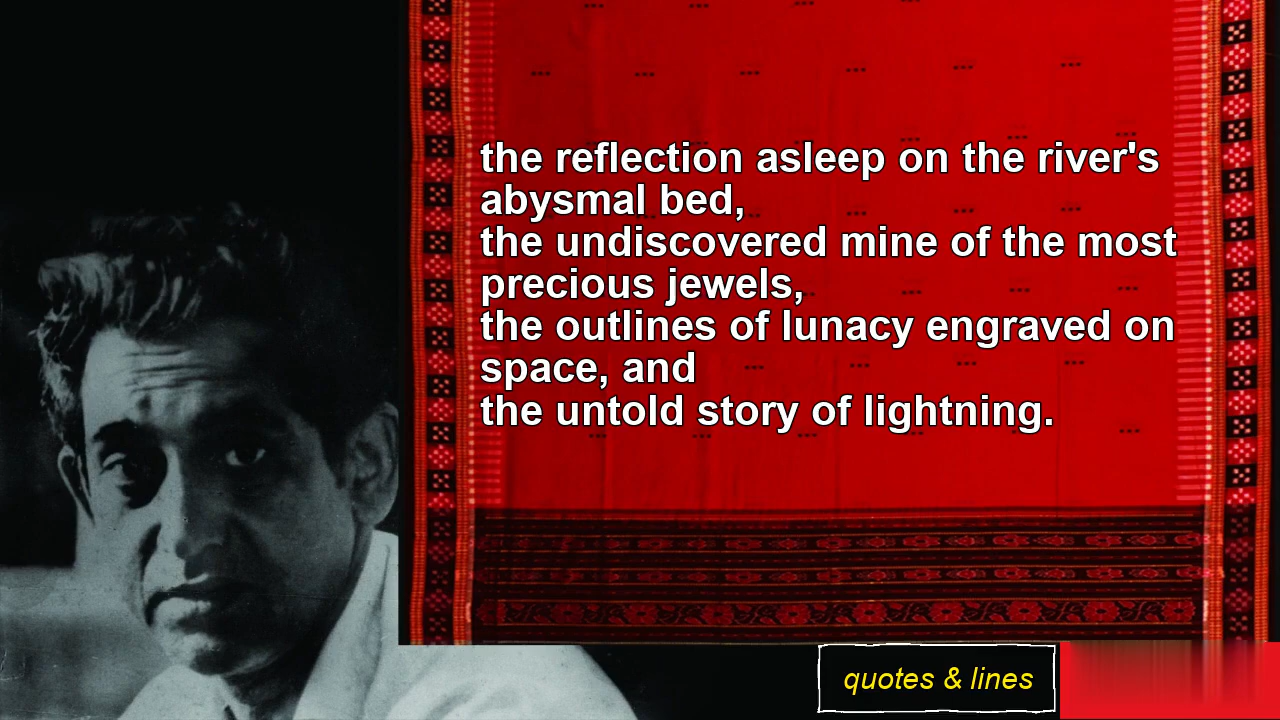 the reflection asleep on the river's
abysmal bed,
the undiscovered mine of the most
precious jewels,
the outlines of lunacy engraved on
space, and
the untold story of lightning.
quotes & lines